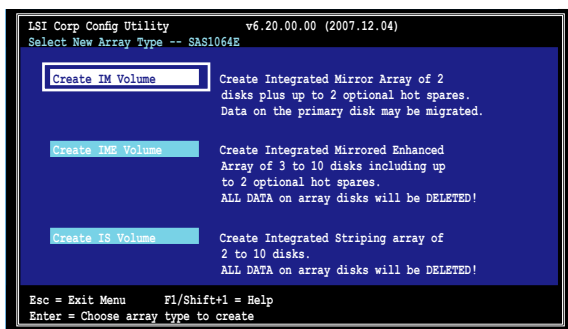 LSI Corp Config Utility v6.20.00.00 (2007.12.04)
Select New Array Type -- SAS1064E
Create IM Volume Create Integrated Mirror Array of 2
disks plus up to 2 optional hot spares.
Data on the primary disk may be migrated.
Create IME Volume Create Integrated Mirrored Enhanced
Array of 3 to 10 disks including up
to 2 optional hot spares.
ALL DATA on array disks will be DELETED!
Create IS Volume Create Integrated Striping array of
2 to 10 disks.
ALL DATA on array disks will be DELETED!
Esc = Exit Menu F1/Shift+1 = Help
Enter = Choose array type to create